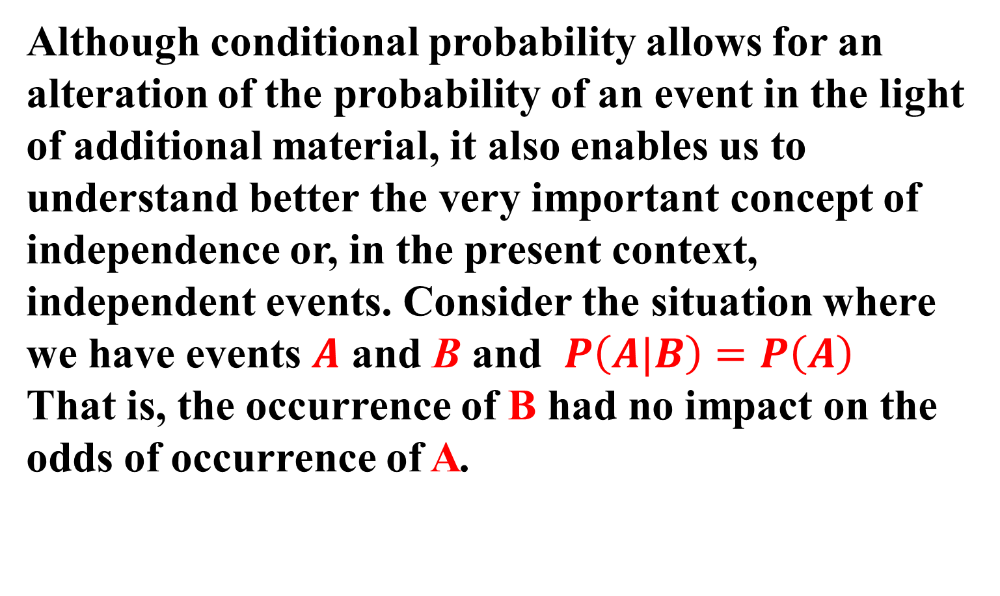 Although conditional probability allows for an
alteration of the probability of an event in the light
of additional material, it also enables us to
understand better the very important concept of
independence or, in the present context,
independent events. Consider the situation where
we have events A and B and P(A|B) = P(A)
That is, the occurrence of B had no impact on the
odds of occurrence of A.